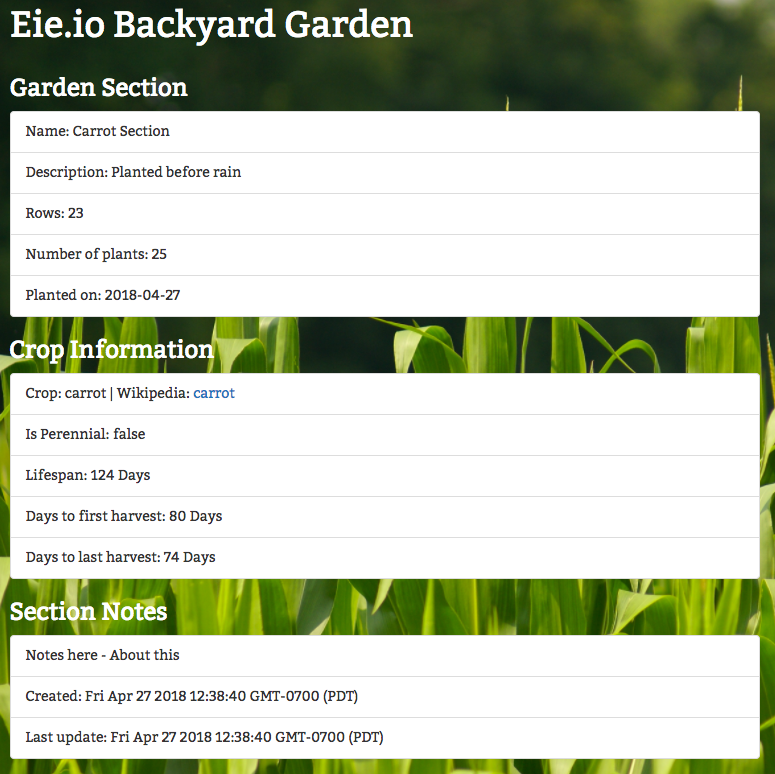 Eie.io Backyard Garden
Garden Section
Name: Carrot Section
Description: Planted before rain
Rows: 23
Number of plants: 25
Planted on: 2018-04-27
Crop Information
Crop: carrot | Wikipedia: carrot
Is Perennial: false
Lifespan: 124 Days
Days to first harvest: 80 Days
Days to last harvest: 74 Days
Section Notes
Notes here - About this
Created: Fri Apr 27 2018 12:38:40 GMT-0700 (PDT)
Last update: Fri Apr 27 2018 12:38:40 GMT-0700 (PDT)